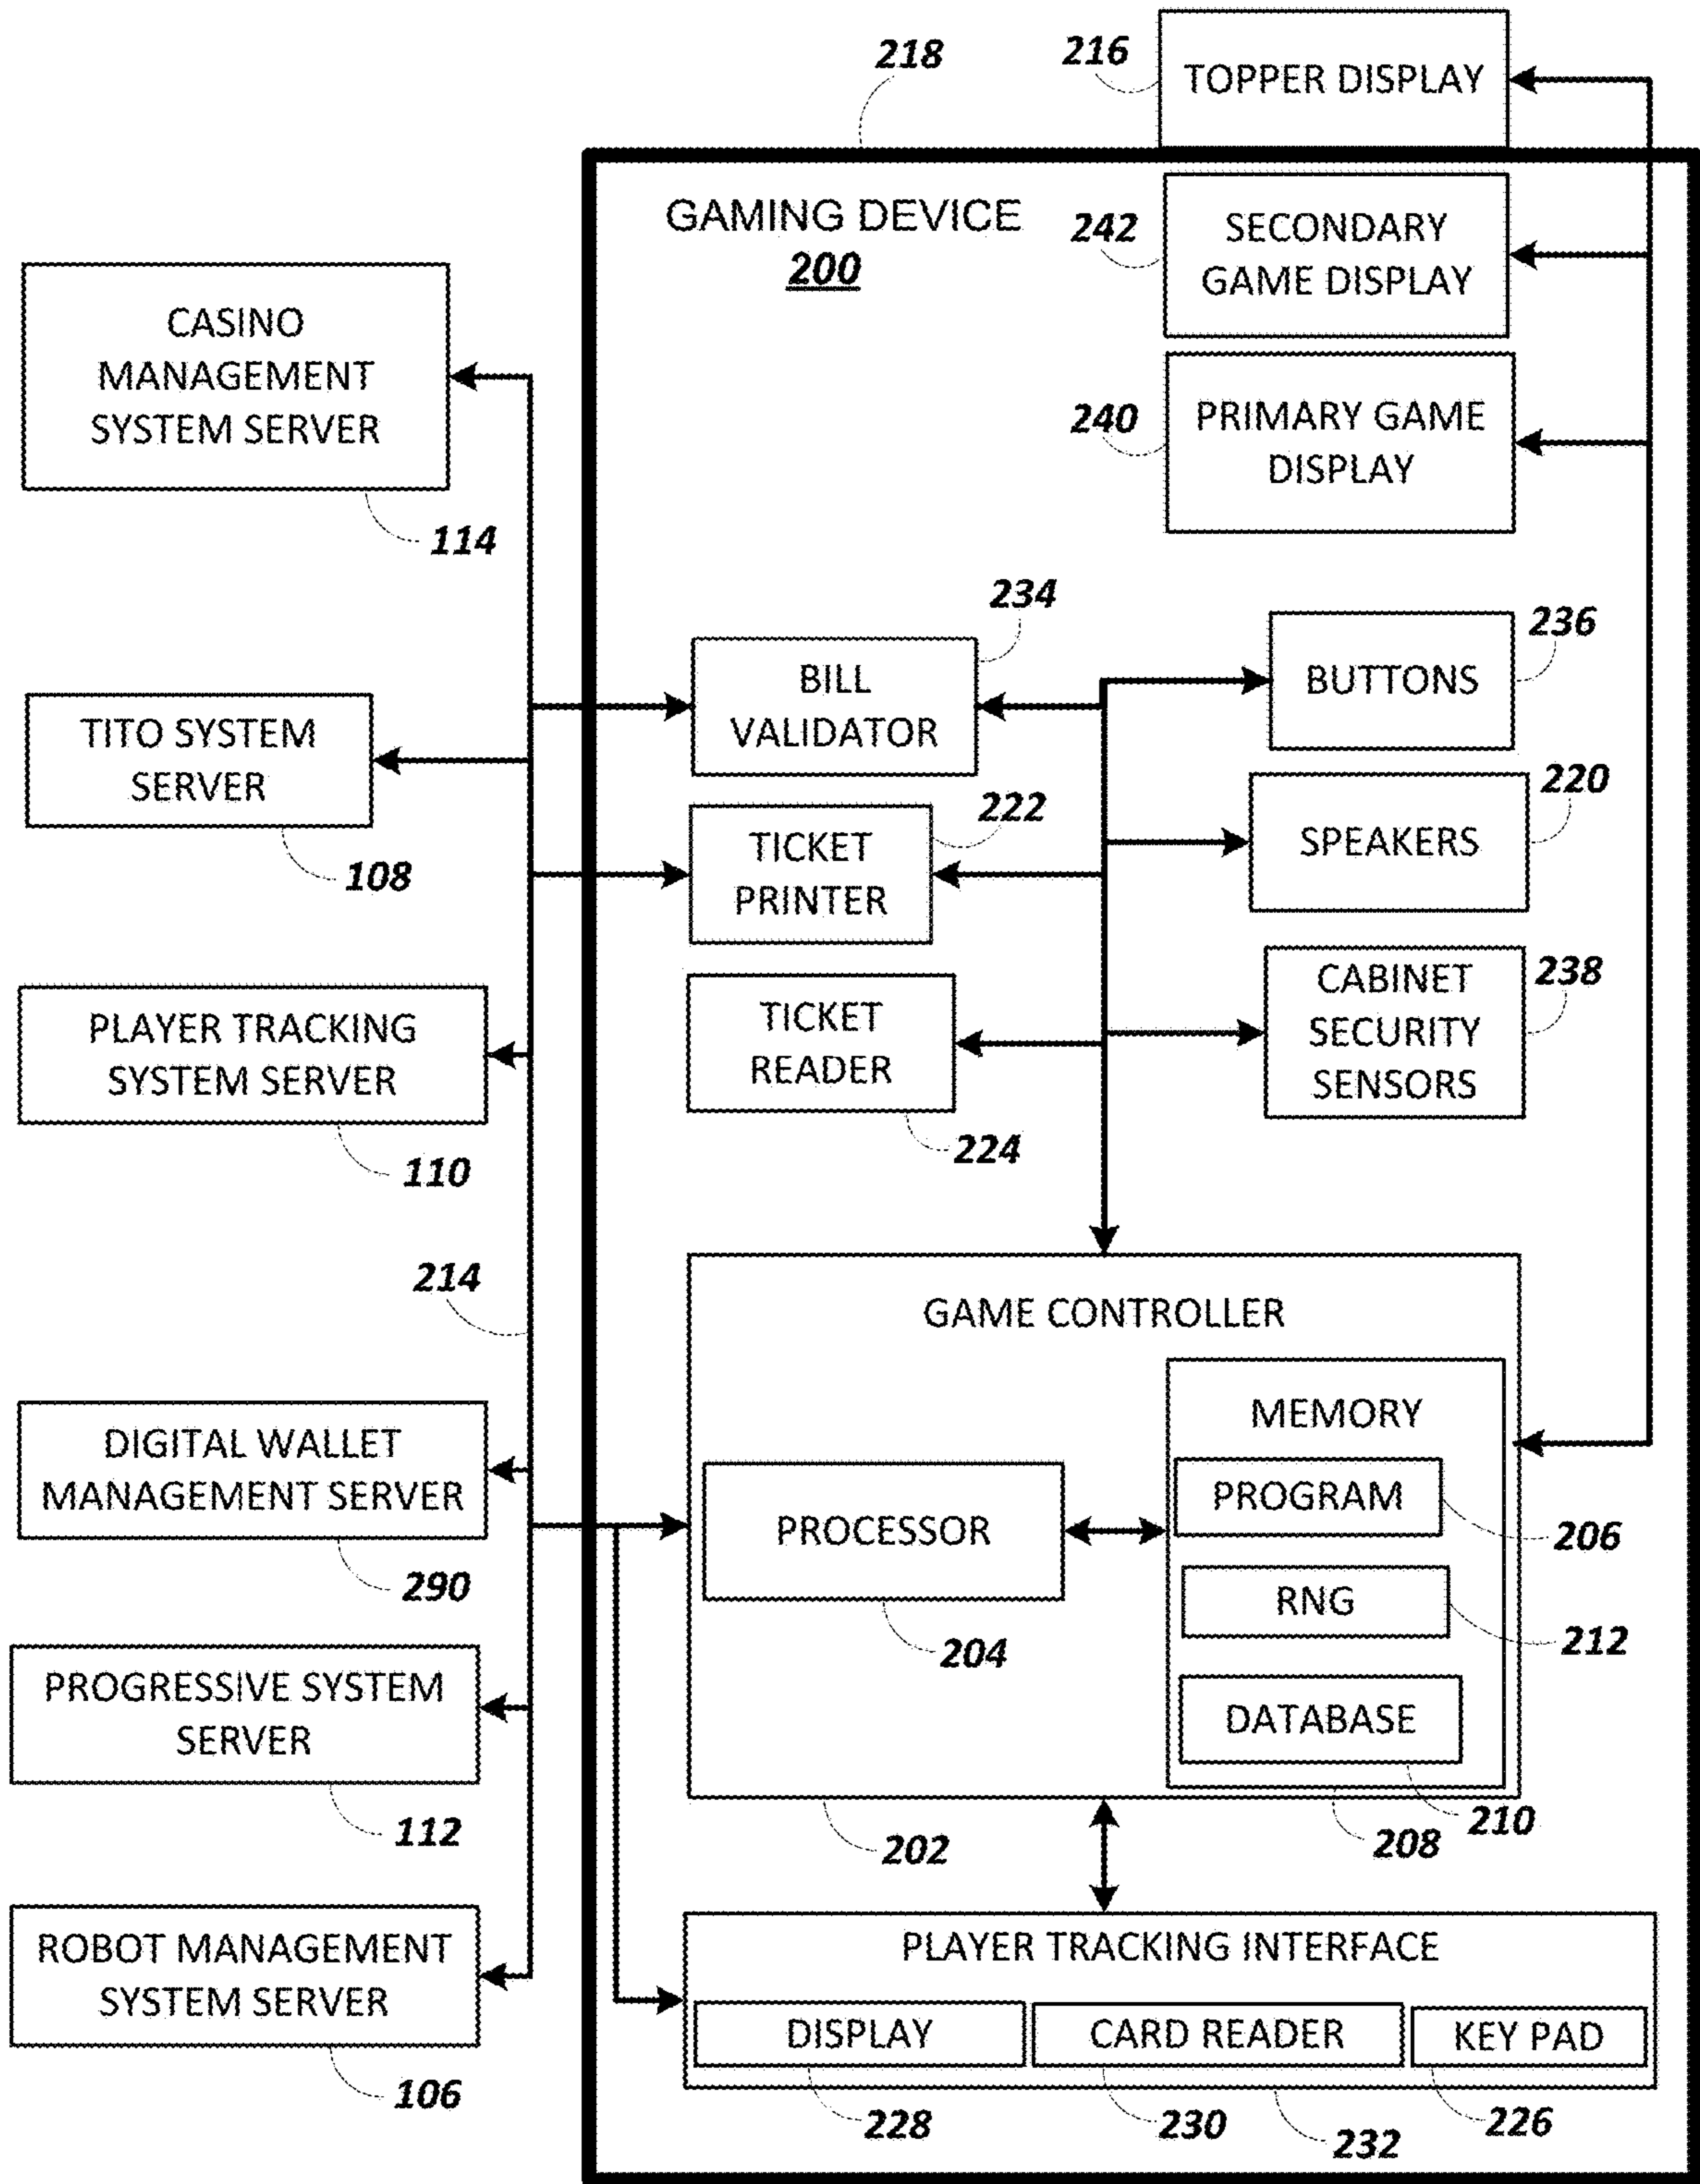 218
216
TOPPER DISPLAY
GAMING DEVICE
200
242
SECONDARY
GAME DISPLAY
240
PRIMARY GAME
DISPLAY
CASINO
MANAGEMENT
SYSTEM SERVER
114
234
BILL
VALIDATOR
236
BUTTONS
TITO SYSTEM
SERVER
108
222
TICKET
PRINTER
220
SPEAKERS
TICKET
READER
224
238
CABINET
SECURITY
SENSORS
PLAYER TRACKING
SYSTEM SERVER
110
214
GAME CONTROLLER
MEMORY
PROGRAM
206
PROCESSOR
204
RNG
212
DATABASE
210
208
202
DIGITAL WALLET
MANAGEMENT SERVER
290
PROGRESSIVE SYSTEM
SERVER
112
ROBOT MANAGEMENT
SYSTEM SERVER
106
PLAYER TRACKING INTERFACE
DISPLAY
CARD READER
KEY PAD
228
230
232
226